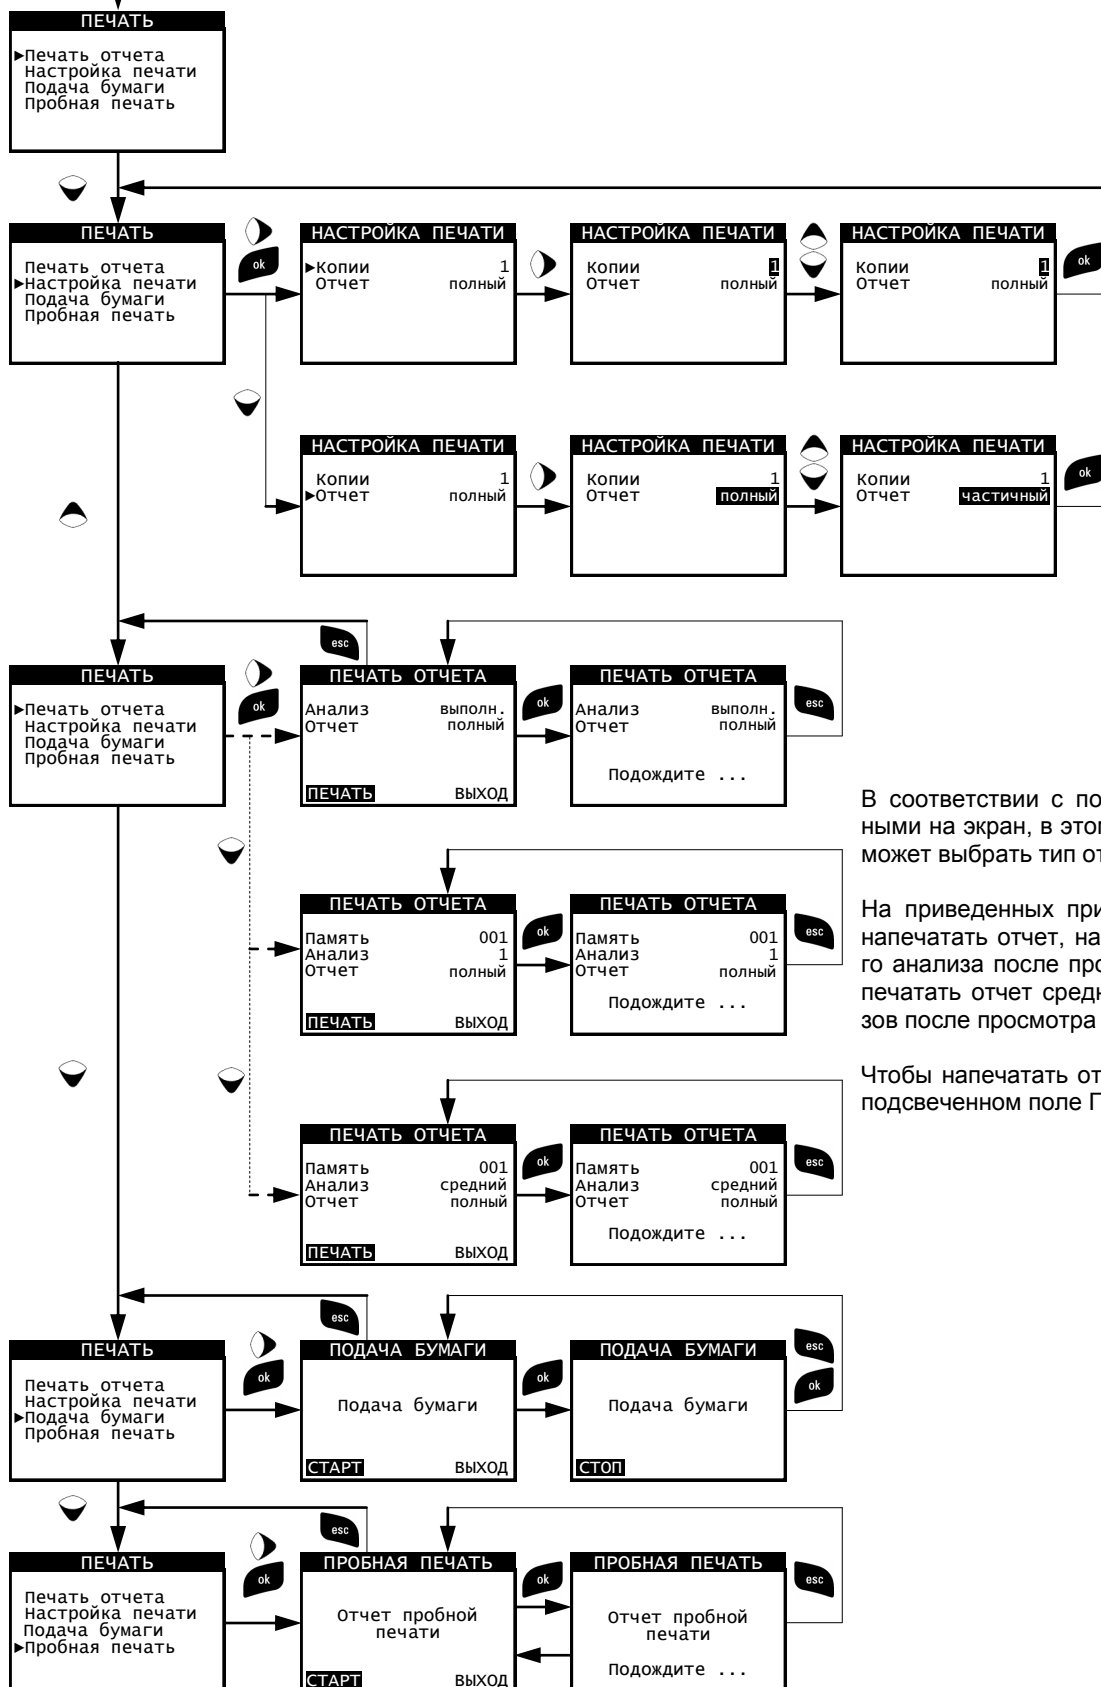 ПЕЧАТЬ
▶Печать отчета
Настройка печати
Подача бумаги
Пробная печать
ПЕЧАТЬ
Печать отчета
▶Настройка печати
Подача бумаги
Пробная печать
ok
НАСТРОЙКА ПЕЧАТИ
▶Копии 1
Отчет полный
НАСТРОЙКА ПЕЧАТИ
Копии 1
Отчет полный
НАСТРОЙКА ПЕЧАТИ
Копии 1
Отчет полный
ok
НАСТРОЙКА ПЕЧАТИ
Копии 1
▶Отчет полный
НАСТРОЙКА ПЕЧАТИ
Копии 1
Отчет полный
НАСТРОЙКА ПЕЧАТИ
Копии 1
Отчет частичный
ok
esc
ПЕЧАТЬ
▶Печать отчета
Настройка печати
Подача бумаги
Пробная печать
ok
ПЕЧАТЬ ОТЧЕТА
Анализ выполн.
Отчет полный
ПЕЧАТЬ ВЫХОД
ok
ПЕЧАТЬ ОТЧЕТА
Анализ выполн.
Отчет полный
Подождите ...
esc
В соответствии с по
ными на экран, в это
может выбрать тип о
ПЕЧАТЬ ОТЧЕТА
Память 001
Анализ 1
Отчет полный
ПЕЧАТЬ ВЫХОД
ok
ПЕЧАТЬ ОТЧЕТА
Память 001
Анализ 1
Отчет полный
Подождите ...
esc
На приведенных при
напечатать отчет, на
го анализа после про
печатать отчет средн
зов после просмотра
Чтобы напечатать от
подсвеченном поле П
ПЕЧАТЬ ОТЧЕТА
Память 001
Анализ средний
Отчет полный
ПЕЧАТЬ ВЫХОД
ok
ПЕЧАТЬ ОТЧЕТА
Память 001
Анализ средний
Отчет полный
Подождите ...
esc
esc
ПЕЧАТЬ
Печать отчета
Настройка печати
▶Подача бумаги
Пробная печать
ok
ПОДАЧА БУМАГИ
Подача бумаги
СТАРТ ВЫХОД
ok
ПОДАЧА БУМАГИ
Подача бумаги
СТОП
esc
ok
esc
ПЕЧАТЬ
Печать отчета
Настройка печати
Подача бумаги
▶Пробная печать
ok
ПРОБНАЯ ПЕЧАТЬ
Отчет пробной
печати
СТАРТ ВЫХОД
ok
ПРОБНАЯ ПЕЧАТЬ
Отчет пробной
печати
Подождите ...
esc